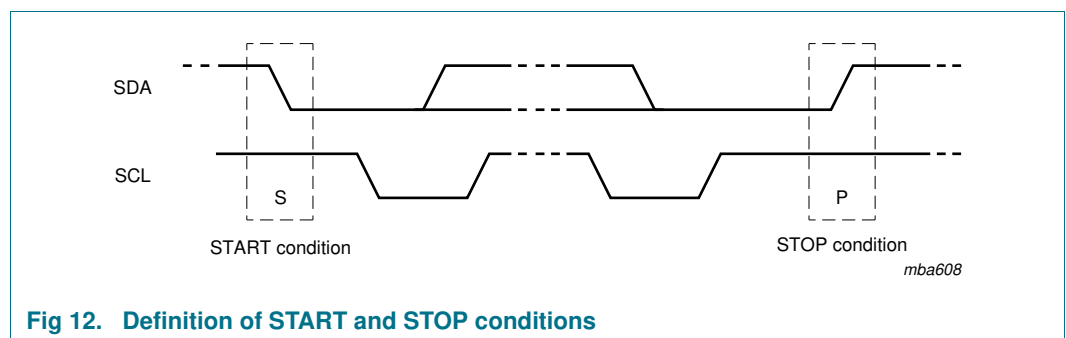 SDA
SCL
S
P
START condition
STOP condition
mba608
Fig 12. Definition of START and STOP conditions